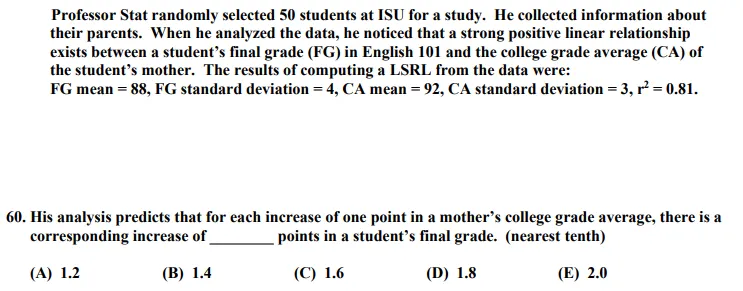 Professor Stat randomly selected 50 students at ISU for a study. He collected information about
their parents. When he analyzed the data, he noticed that a strong positive linear relationship
exists between a student's final grade (FG) in English 101 and the college grade average (CA) of
the student's mother. The results of computing a LSRL from the data were:
FG mean = 88, FG standard deviation = 4, CA mean = 92, CA standard deviation = 3, r² = 0.81.
60. His analysis predicts that for each increase of one point in a mother's college grade average, there is a
corresponding increase of ________ points in a student's final grade. (nearest tenth)
(A) 1.2 (B) 1.4 (C) 1.6 (D) 1.8 (E) 2.0